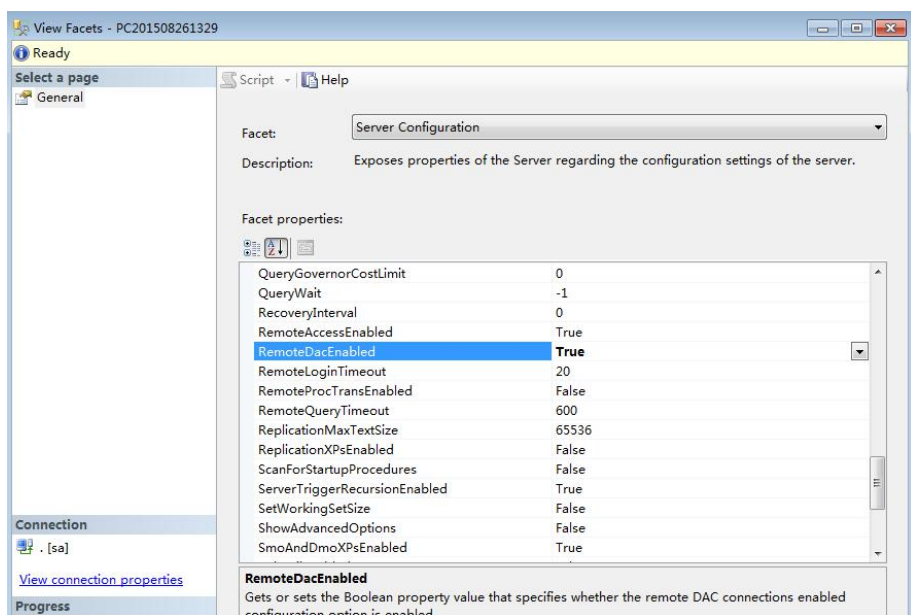 View Facets - PC201508261329
Ready
Select a page
General
Connection
. [sa]
View connection properties
Progress
Script
Help
Facet:
Server Configuration
Description:
Exposes properties of the Server regarding the configuration settings of the server.
Facet properties:
QueryGovernorCostLimit 0
QueryWait -1
RecoveryInterval 0
RemoteAccessEnabled True
RemoteDacEnabled True
RemoteLoginTimeout 20
RemoteProcTransEnabled False
RemoteQueryTimeout 600
ReplicationMaxTextSize 65536
ReplicationXPsEnabled False
ScanForStartupProcedures False
ServerTriggerRecursionEnabled True
SetWorkingSetSize False
ShowAdvancedOptions False
SmoAndDmoXPsEnabled True
RemoteDacEnabled
Gets or sets the Boolean property value that specifies whether the remote DAC connections enabled
configuration option is enabled